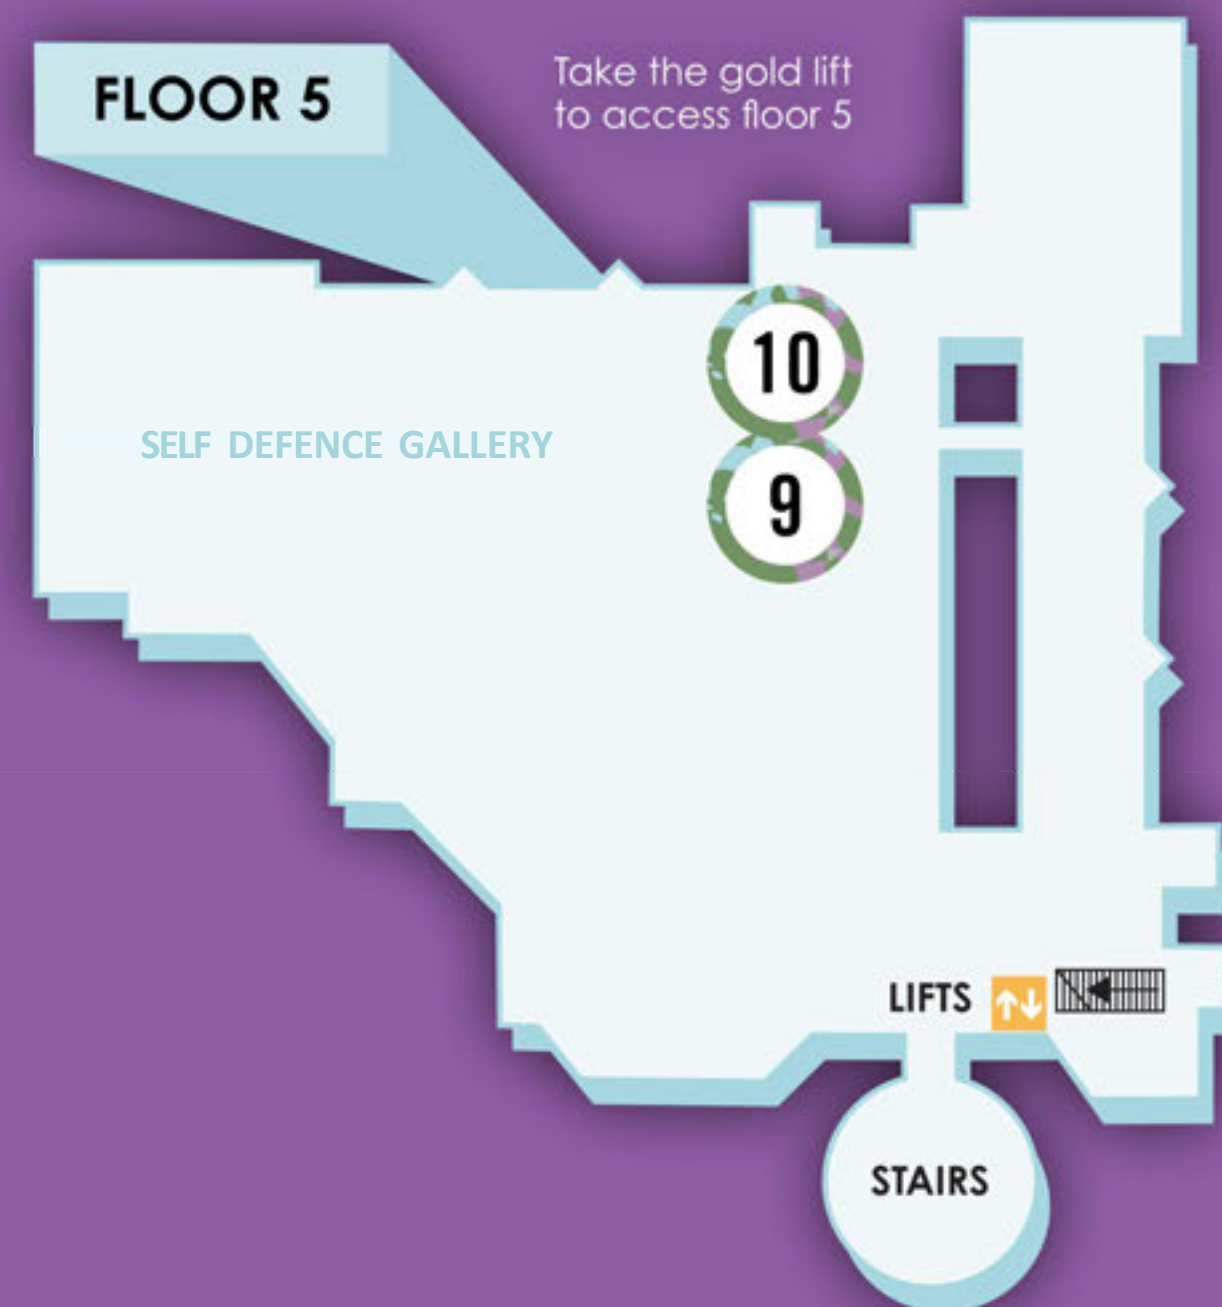 FLOOR 5
Take the gold lift
to access floor 5
10
SELF DEFENCE GALLERY
9
LIFTS
STAIRS